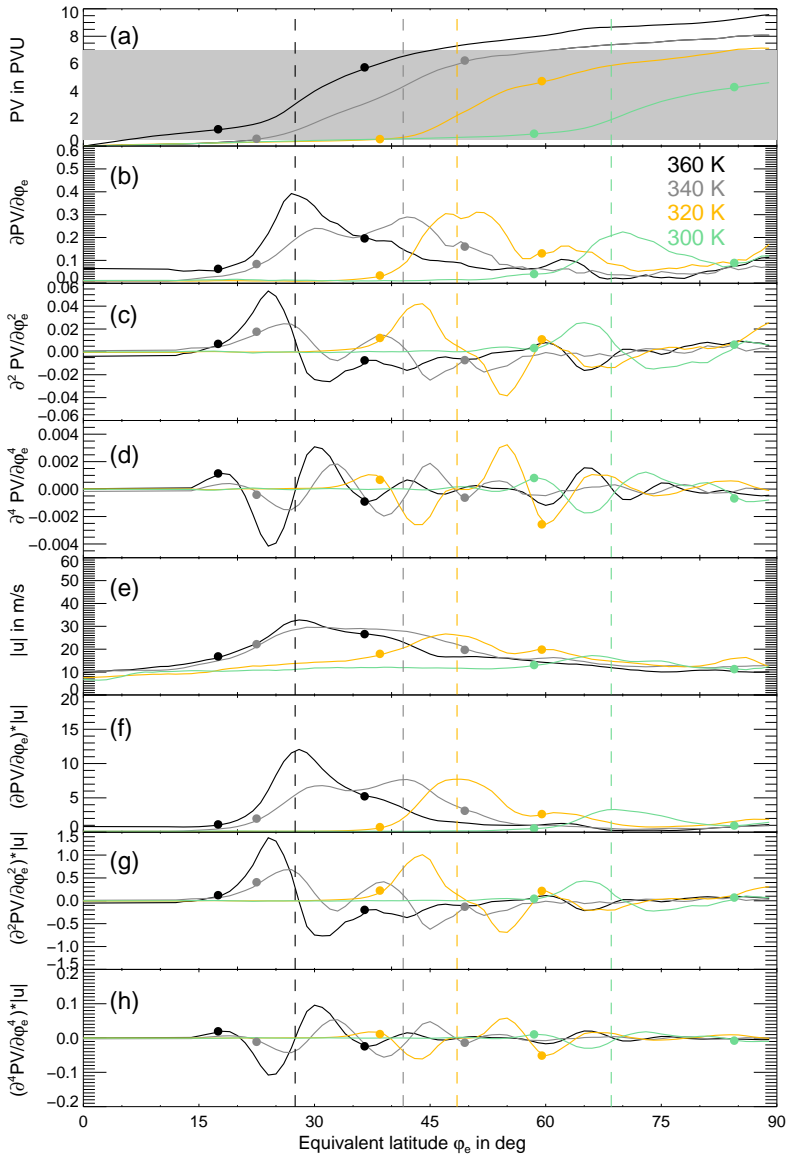 (a)
PV in PVU
10
8
6
4
2
0
(b)
∂PV/∂φe
0.6
0.5
0.4
0.3
0.2
0.1
0.0
360 K
340 K
320 K
300 K
(c)
∂² PV/∂φe²
0.06
0.04
0.02
0.00
−0.02
−0.04
−0.06
(d)
∂⁴ PV/∂φe⁴
0.004
0.002
0.000
−0.002
−0.004
(e)
|u| in m/s
60
50
40
30
20
10
0
(f)
(∂PV/∂φe)*|u|
20
15
10
5
0
(g)
(∂²PV/∂φe²)*|u|
1.5
1.0
0.5
0.0
−0.5
−1.0
−1.5
(h)
(∂⁴PV/∂φe⁴)*|u|
0.2
0.1
0.0
−0.1
−0.2
0 15 30 45 60 75 90
Equivalent latitude φe in deg